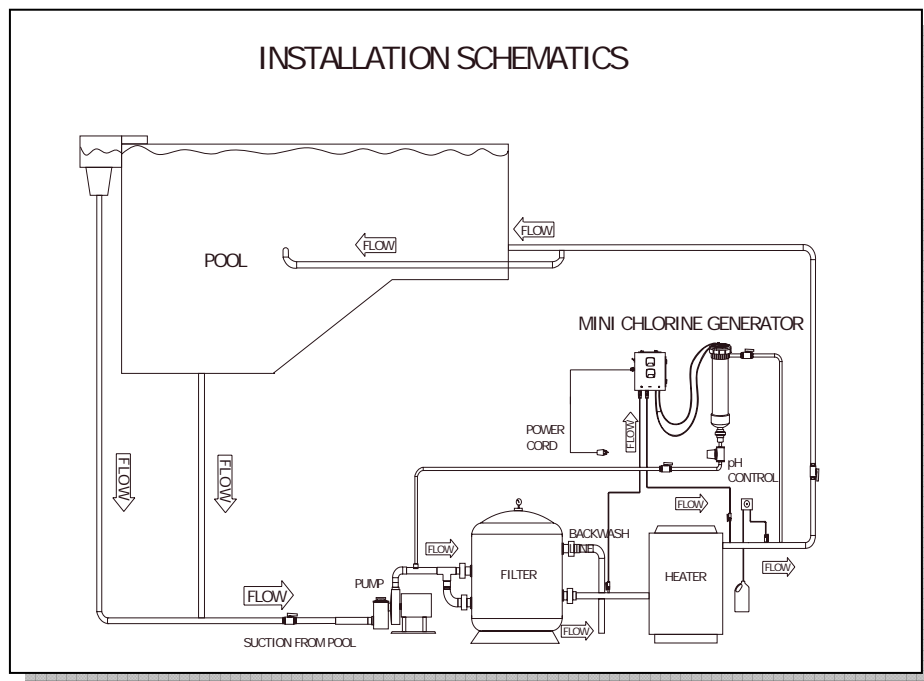 INSTALLATION SCHEMATICS
FLOW
FLOW
POOL
MINI CHLORINE GENERATOR
POWER
CORD
FLOW
pH
CONTROL
FLOW
FLOW
FLOW
BACKWASH
LINE
FLOW
FILTER
HEATER
FLOW
PUMP
FLOW
FLOW
SUCTION FROM POOL